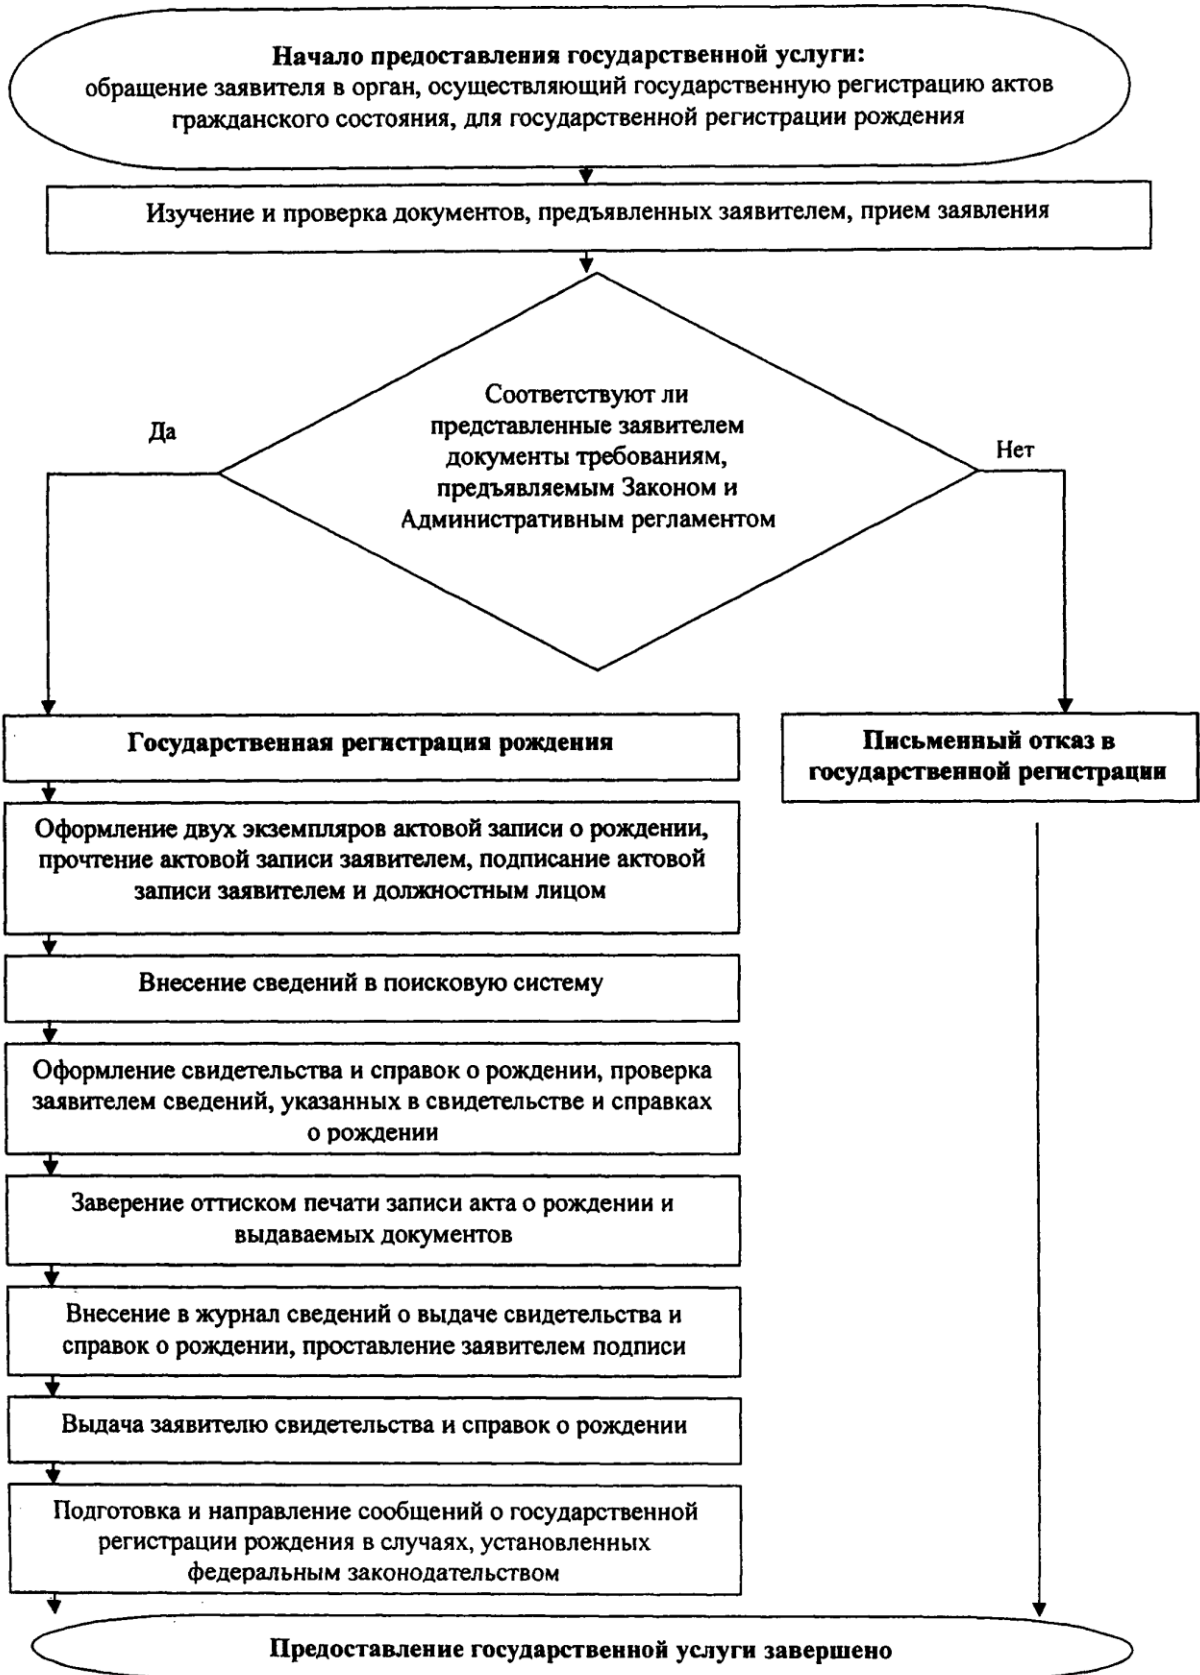 Начало предоставления государственной услуги:
обращение заявителя в орган, осуществляющий государственную регистрацию актов
гражданского состояния, для государственной регистрации рождения
Изучение и проверка документов, предъявленных заявителем, прием заявления
Соответствуют ли
представленные заявителем
документы требованиям,
предъявляемым Законом и
Административным регламентом
Да
Нет
Государственная регистрация рождения
Письменный отказ в
государственной регистрации
Оформление двух экземпляров актовой записи о рождении,
прочтение актовой записи заявителем, подписание актовой
записи заявителем и должностным лицом
Внесение сведений в поисковую систему
Оформление свидетельства и справок о рождении, проверка
заявителем сведений, указанных в свидетельстве и справках
о рождении
Заверение оттиском печати записи акта о рождении и
выдаваемых документов
Внесение в журнал сведений о выдаче свидетельства и
справок о рождении, проставление заявителем подписи
Выдача заявителю свидетельства и справок о рождении
Подготовка и направление сообщений о государственной
регистрации рождения в случаях, установленных
федеральным законодательством
Предоставление государственной услуги завершено